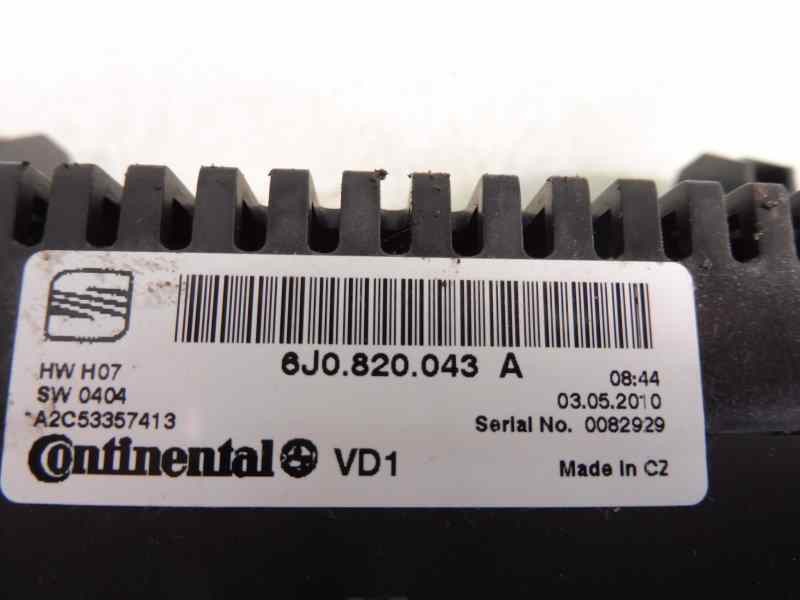 6J0.820.043 A
HW H07
SW 0404
A2C53357413
08:44
03.05.2010
Serial No. 0082929
Continental VD1
Made in CZ